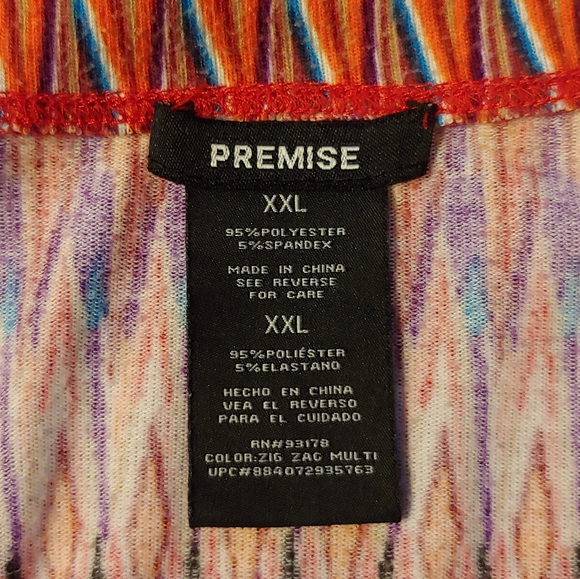 PREMISE
XXL
95%POLYESTER
5%SPANDEX
MADE IN CHINA
SEE REVERSE
FOR CARE
XXL
95%POLIÉSTER
5%ELASTANO
HECHO EN CHINA
VEA EL REVERSO
PARA EL CUIDADO
RN#93178
COLOR:ZIG ZAG MULTI
UPC#884072935763